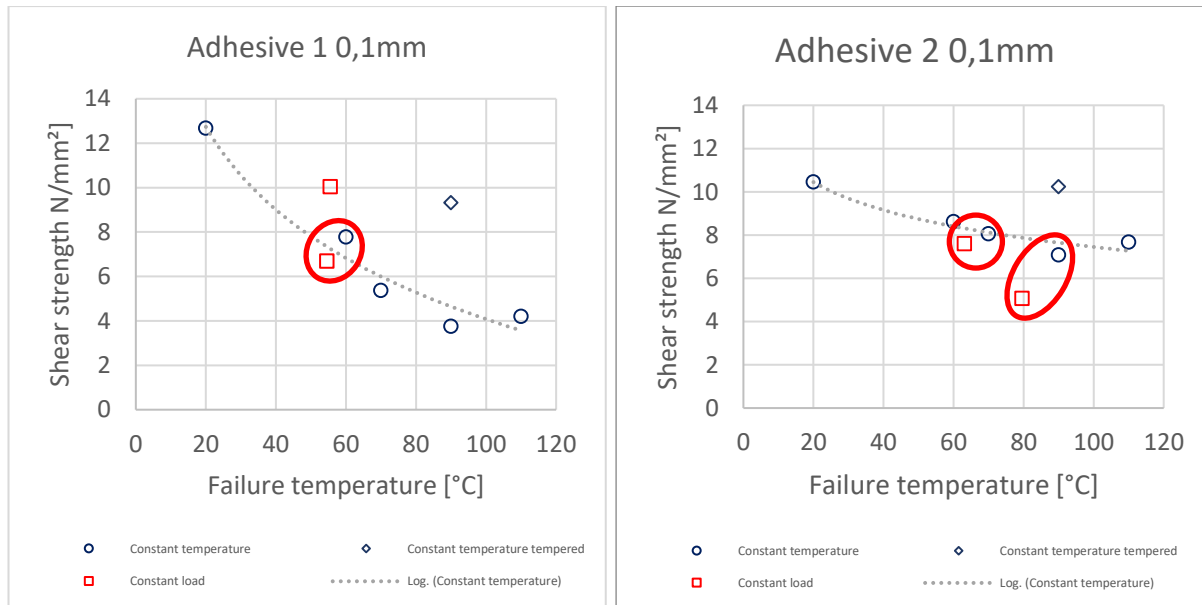 Adhesive 1 0,1mm
14
12
10
8
6
4
2
0
Shear strength N/mm²
0 20 40 60 80 100 120
Failure temperature [°C]
Constant temperature Constant temperature tempered
Constant load Log. (Constant temperature)
Adhesive 2 0,1mm
14
12
10
8
6
4
2
0
Shear strength N/mm²
0 20 40 60 80 100 120
Failure temperature [°C]
Constant temperature Constant temperature tempered
Constant load Log. (Constant temperature)